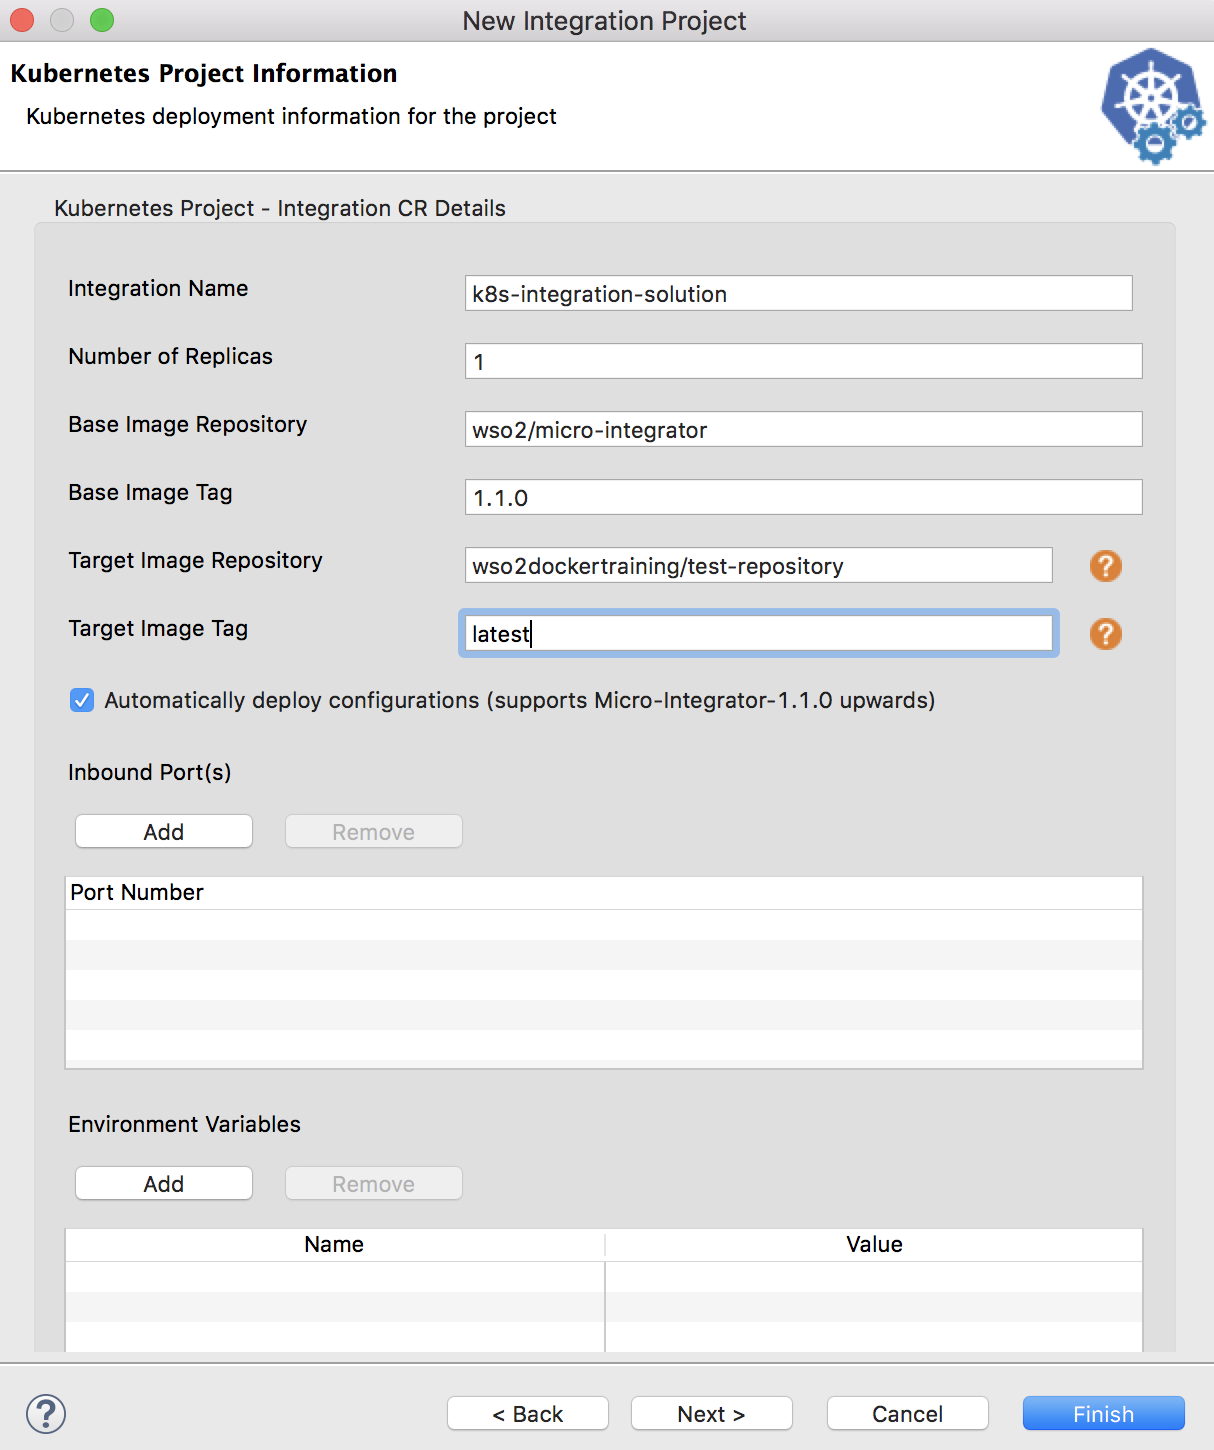 New Integration Project
Kubernetes Project Information
Kubernetes deployment information for the project
Kubernetes Project - Integration CR Details
Integration Name
k8s-integration-solution
Number of Replicas
1
Base Image Repository
wso2/micro-integrator
Base Image Tag
1.1.0
Target Image Repository
wso2dockertraining/test-repository
?
Target Image Tag
latest
?
Automatically deploy configurations (supports Micro-Integrator-1.1.0 upwards)
Inbound Port(s)
Add
Remove
Port Number
Environment Variables
Add
Remove
Name
Value
?
< Back
Next >
Cancel
Finish